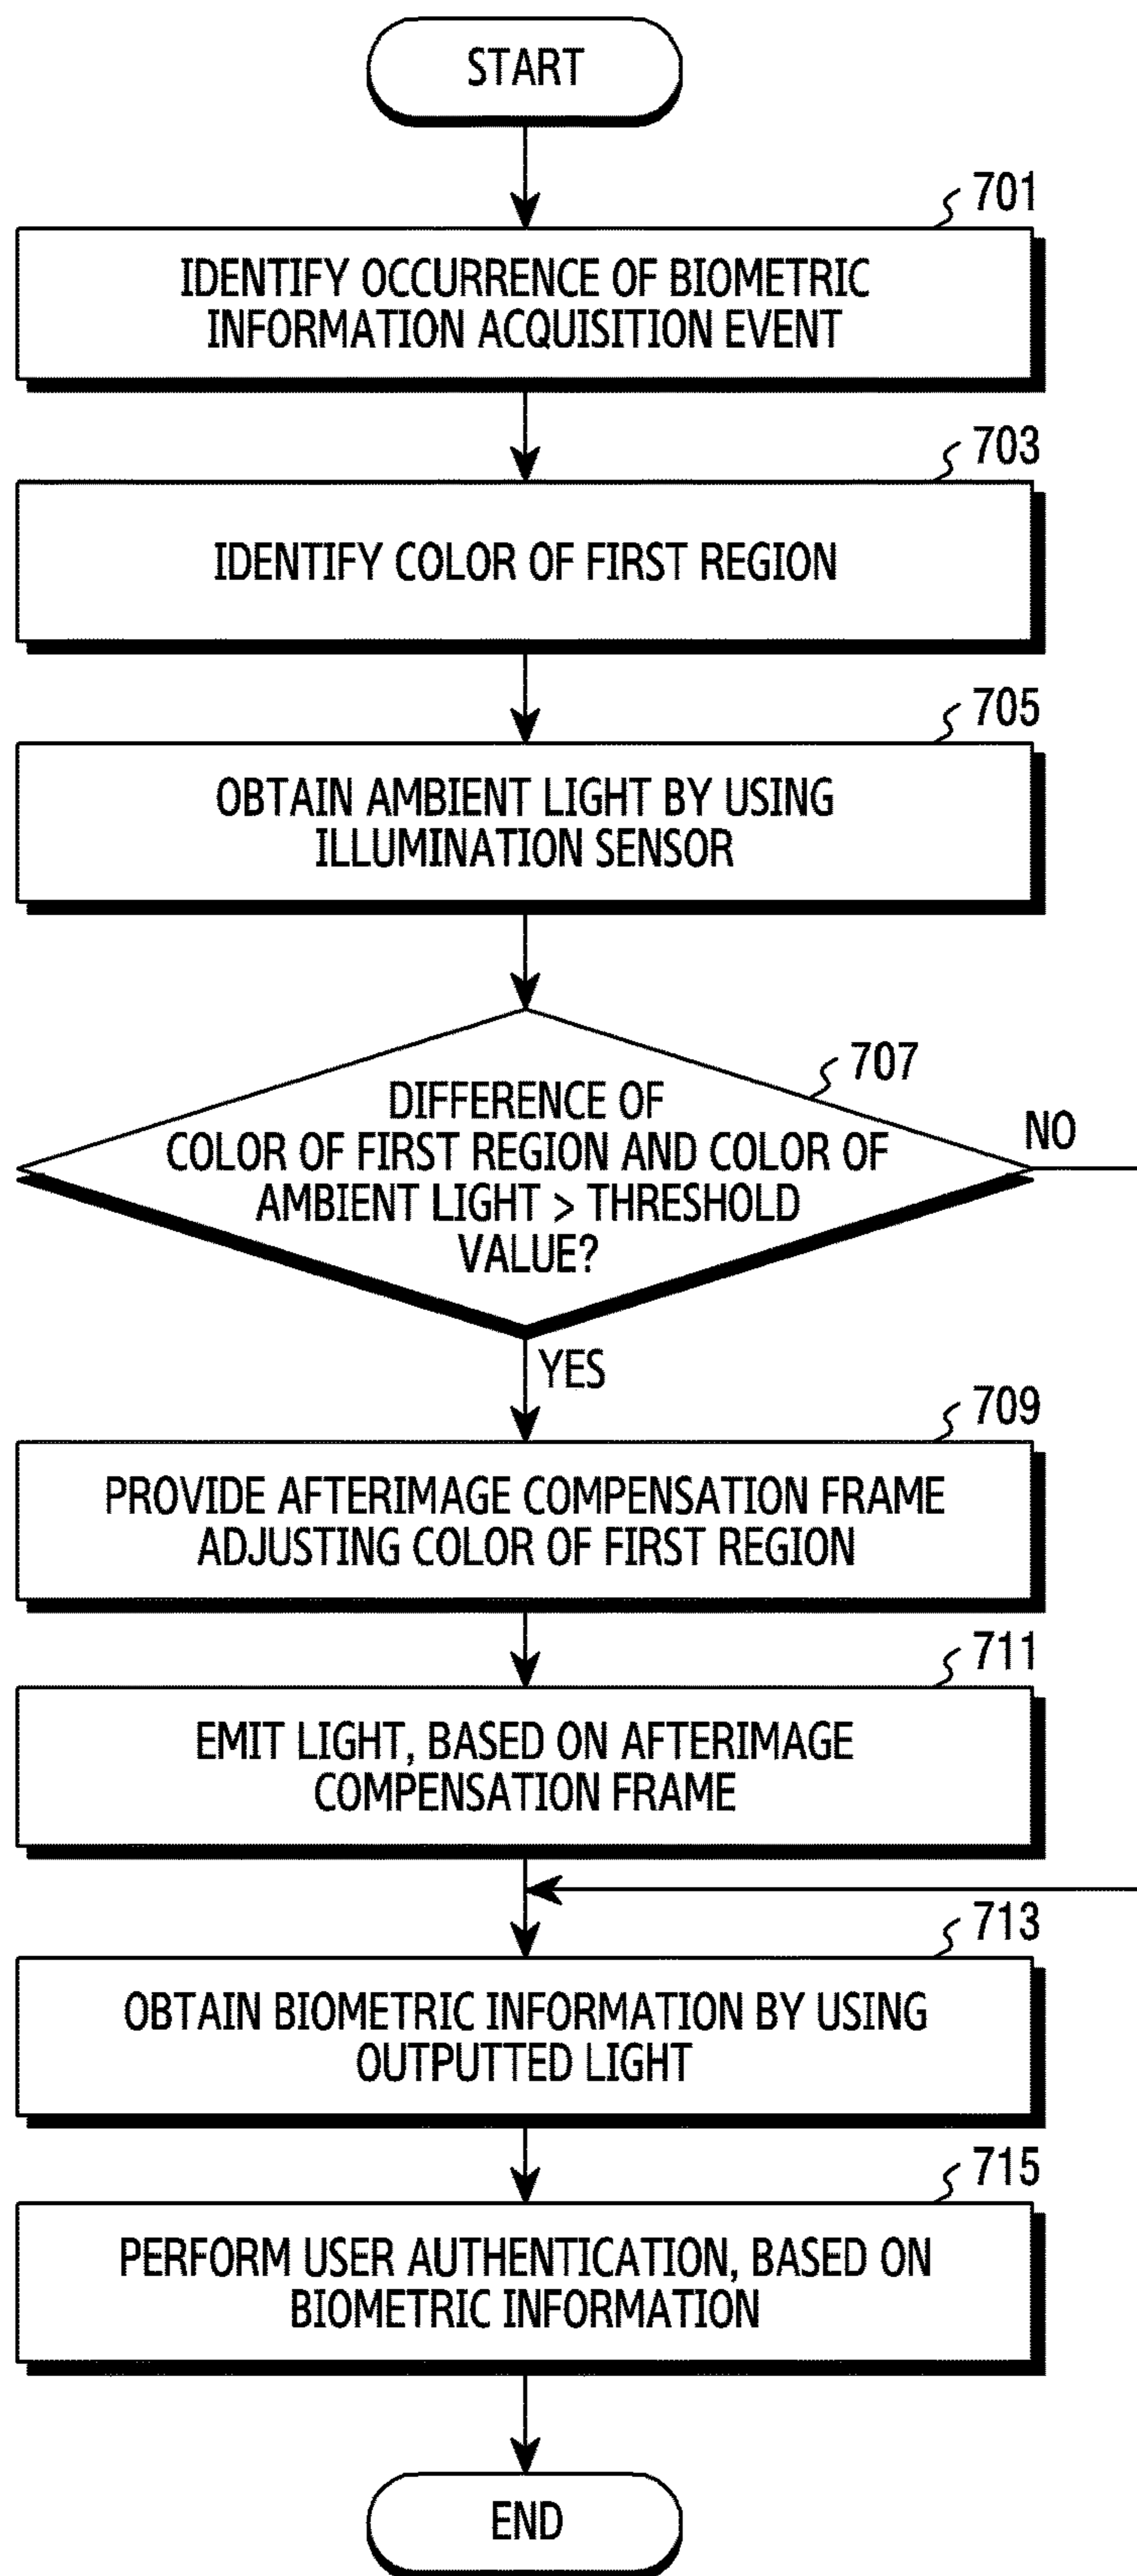 START
701
IDENTIFY OCCURRENCE OF BIOMETRIC
INFORMATION ACQUISITION EVENT
703
IDENTIFY COLOR OF FIRST REGION
705
OBTAIN AMBIENT LIGHT BY USING
ILLUMINATION SENSOR
707
DIFFERENCE OF
COLOR OF FIRST REGION AND COLOR OF
AMBIENT LIGHT > THRESHOLD
VALUE?
NO
YES
709
PROVIDE AFTERIMAGE COMPENSATION FRAME
ADJUSTING COLOR OF FIRST REGION
711
EMIT LIGHT, BASED ON AFTERIMAGE
COMPENSATION FRAME
713
OBTAIN BIOMETRIC INFORMATION BY USING
OUTPUTTED LIGHT
715
PERFORM USER AUTHENTICATION, BASED ON
BIOMETRIC INFORMATION
END